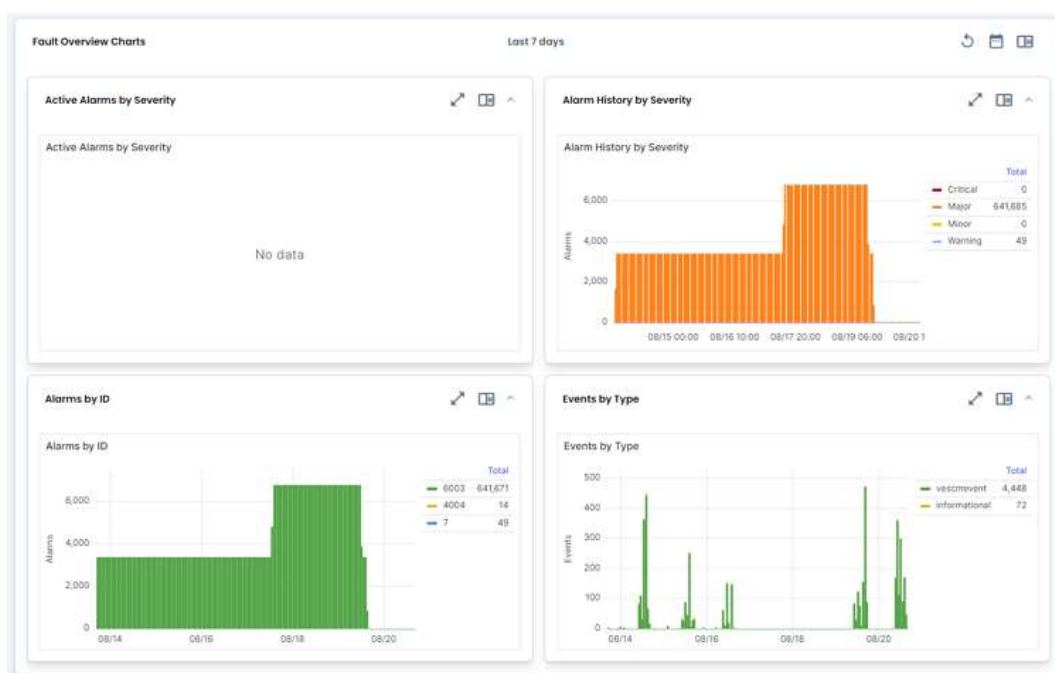 Fault Overview Charts
Last 7 days
Active Alarms by Severity
Active Alarms by Severity
No data
Alarm History by Severity
Alarm History by Severity
Total
Critical 0
Major 641,685
Minor 0
Warning 49
6,000
4,000
2,000
0
Alarms
08/15 00:00 08/16 10:00 08/17 20:00 08/19 06:00 08/20 1
Alarms by ID
Alarms by ID
Total
6003 641,671
4004 14
7 49
6,000
4,000
2,000
0
Alarms
08/14 08/16 08/18 08/20
Events by Type
Events by Type
Total
vescmevent 4,448
informational 72
500
400
300
200
100
0
Events
08/14 08/16 08/18 08/20